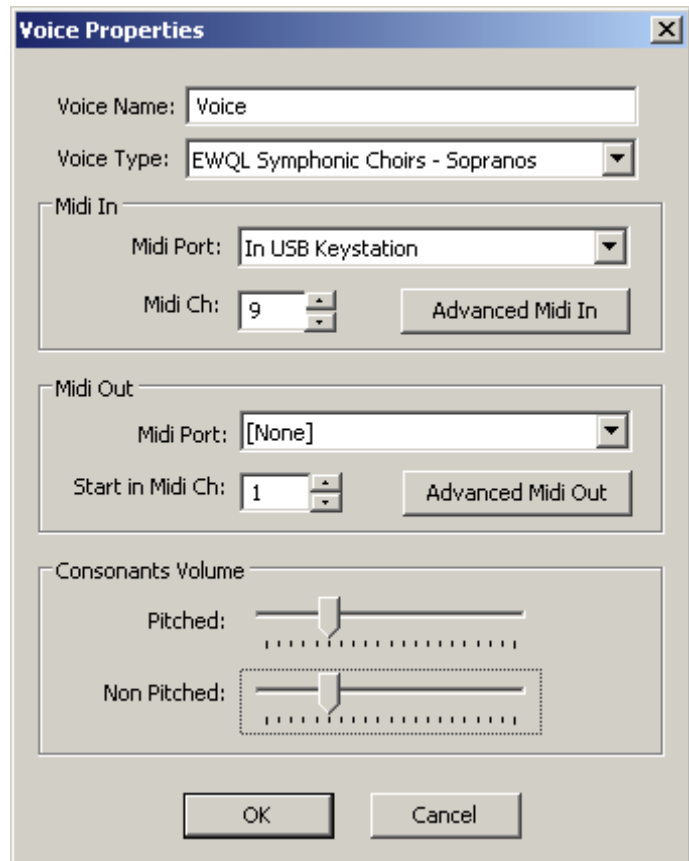 Voice Properties
Voice Name: Voice
Voice Type: EWQL Symphonic Choirs - Sopranos
Midi In
Midi Port: In USB Keystation
Midi Ch: 9 Advanced Midi In
Midi Out
Midi Port: [None]
Start in Midi Ch: 1 Advanced Midi Out
Consonants Volume
Pitched:
Non Pitched:
OK Cancel